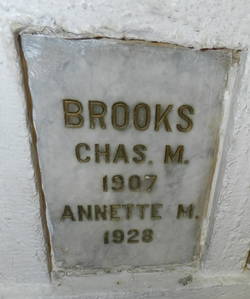 BROOKS
CHAS. M.
1907
ANNETTE M.
1928